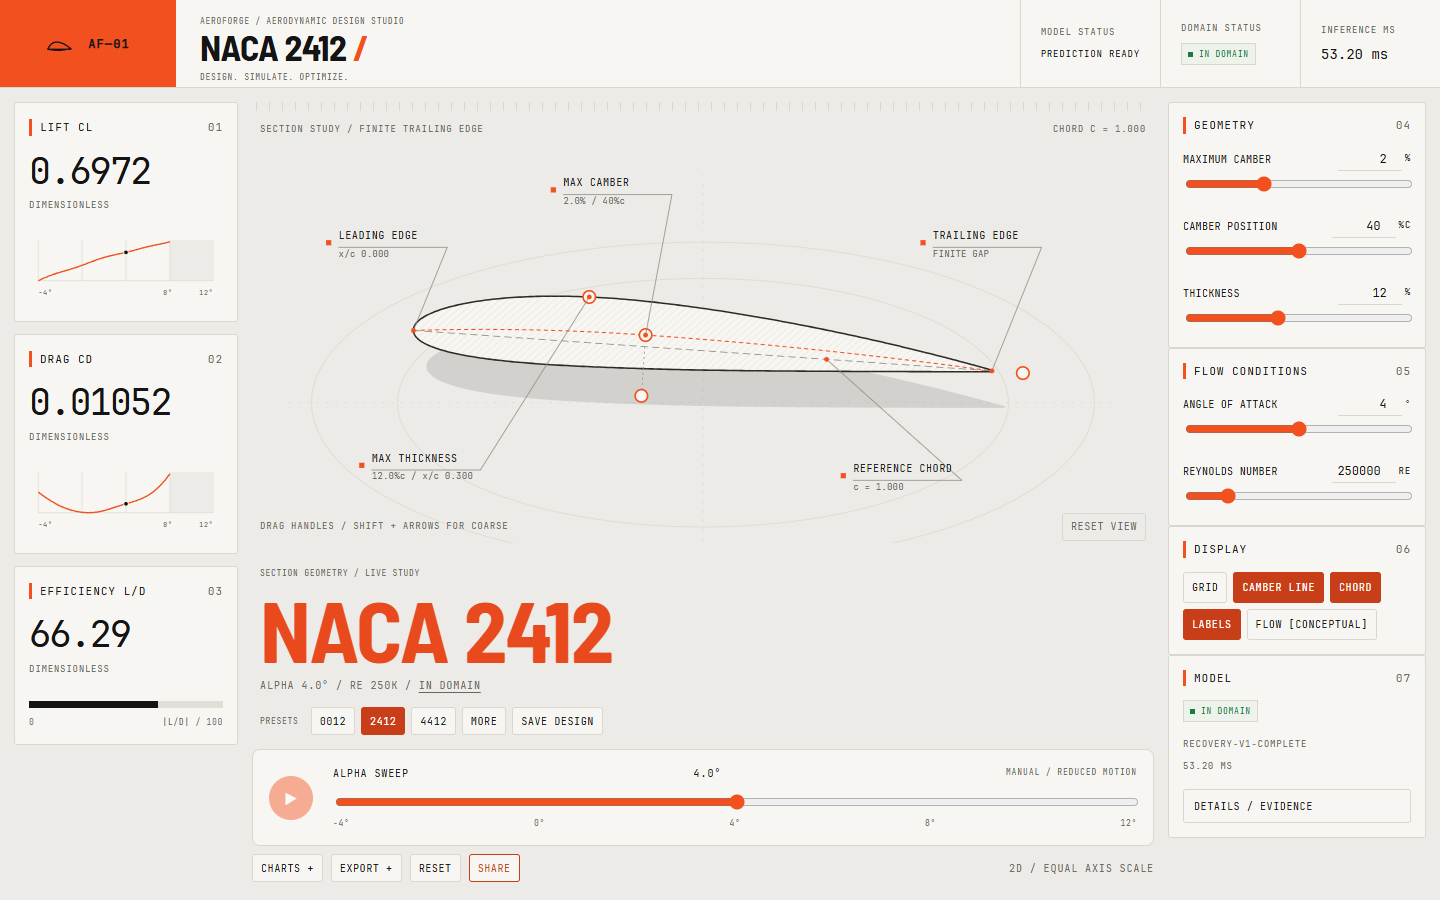 AF—01
AEROFORGE / AERODYNAMIC DESIGN STUDIO
NACA 2412 /
DESIGN. SIMULATE. OPTIMIZE.
MODEL STATUS
PREDICTION READY
DOMAIN STATUS
IN DOMAIN
INFERENCE MS
53.20 ms
LIFT CL 01
0.6972
DIMENSIONLESS
-4° 8° 12°
DRAG CD 02
0.01052
DIMENSIONLESS
-4° 8° 12°
EFFICIENCY L/D 03
66.29
DIMENSIONLESS
0 |L/D| / 100
SECTION STUDY / FINITE TRAILING EDGE
CHORD C = 1.000
MAX CAMBER
2.0% / 40%c
LEADING EDGE
x/c 0.000
TRAILING EDGE
FINITE GAP
MAX THICKNESS
12.0%c / x/c 0.300
REFERENCE CHORD
c = 1.000
DRAG HANDLES / SHIFT + ARROWS FOR COARSE
RESET VIEW
SECTION GEOMETRY / LIVE STUDY
NACA 2412
ALPHA 4.0° / RE 250K / IN DOMAIN
PRESETS 0012 2412 4412 MORE SAVE DESIGN
ALPHA SWEEP 4.0° MANUAL / REDUCED MOTION
-4° 0° 4° 8° 12°
CHARTS + EXPORT + RESET SHARE
2D / EQUAL AXIS SCALE
GEOMETRY 04
MAXIMUM CAMBER 2 %
CAMBER POSITION 40 %C
THICKNESS 12 %
FLOW CONDITIONS 05
ANGLE OF ATTACK 4 °
REYNOLDS NUMBER 250000 RE
DISPLAY 06
GRID CAMBER LINE CHORD
LABELS FLOW [CONCEPTUAL]
MODEL 07
IN DOMAIN
RECOVERY-V1-COMPLETE
53.20 MS
DETAILS / EVIDENCE